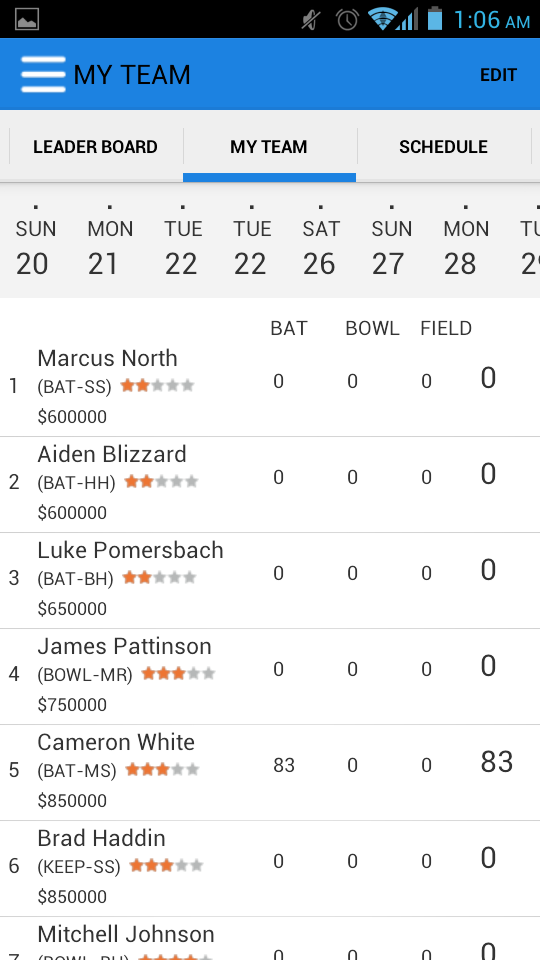 1:06 AM
MY TEAM EDIT
LEADER BOARD MY TEAM SCHEDULE
SUN MON TUE TUE SAT SUN MON TU
20 21 22 22 26 27 28 29
BAT BOWL FIELD
Marcus North
1 (BAT-SS) 0 0 0 0
$600000
Aiden Blizzard
2 (BAT-HH) 0 0 0 0
$600000
Luke Pomersbach
3 (BAT-BH) 0 0 0 0
$650000
James Pattinson
4 (BOWL-MR) 0 0 0 0
$750000
Cameron White
5 (BAT-MS) 83 0 0 83
$850000
Brad Haddin
6 (KEEP-SS) 0 0 0 0
$850000
Mitchell Johnson
7 0 0 0 0